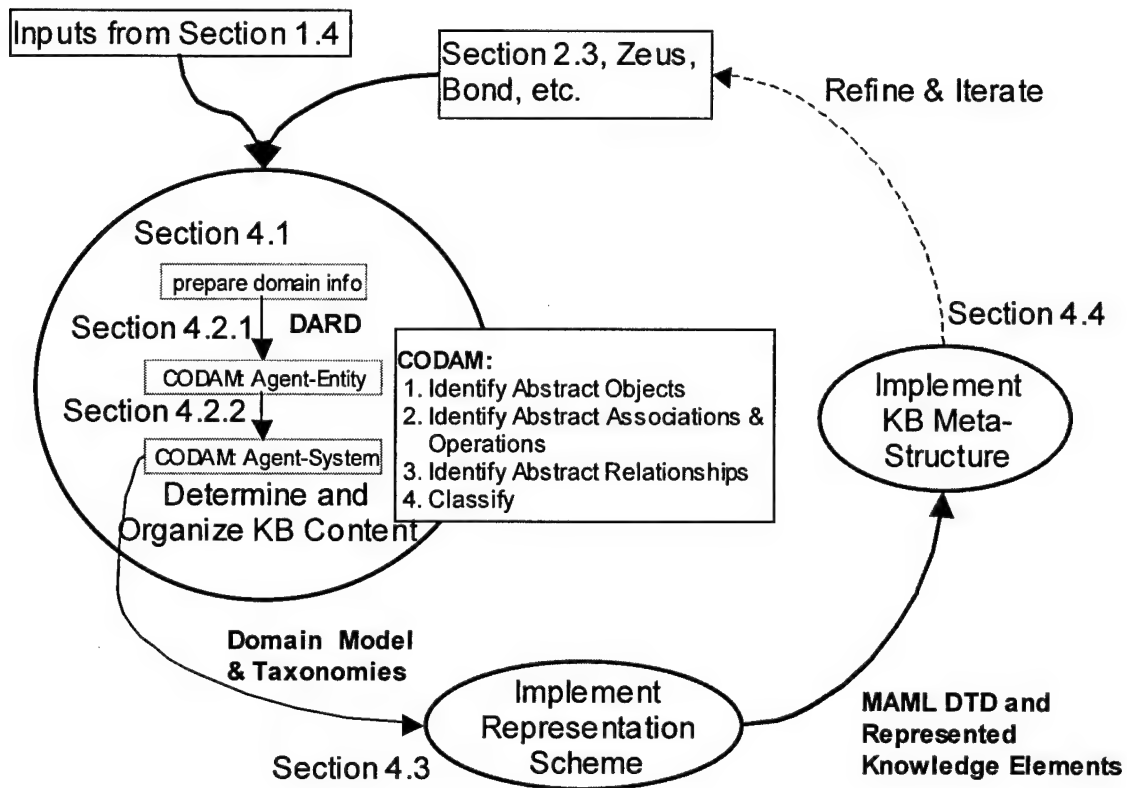 Inputs from Section 1.4
Section 2.3, Zeus,
Bond, etc.
Refine & Iterate
Section 4.1
prepare domain info
Section 4.2.1
DARD
CODAM: Agent-Entity
Section 4.2.2
CODAM: Agent-System
Determine and
Organize KB Content
CODAM:
1. Identify Abstract Objects
2. Identify Abstract Associations &
Operations
3. Identify Abstract Relationships
4. Classify
Section 4.4
Implement
KB Meta-
Structure
Domain Model
& Taxonomies
Implement
Representation
Scheme
Section 4.3
MAML DTD and
Represented
Knowledge Elements